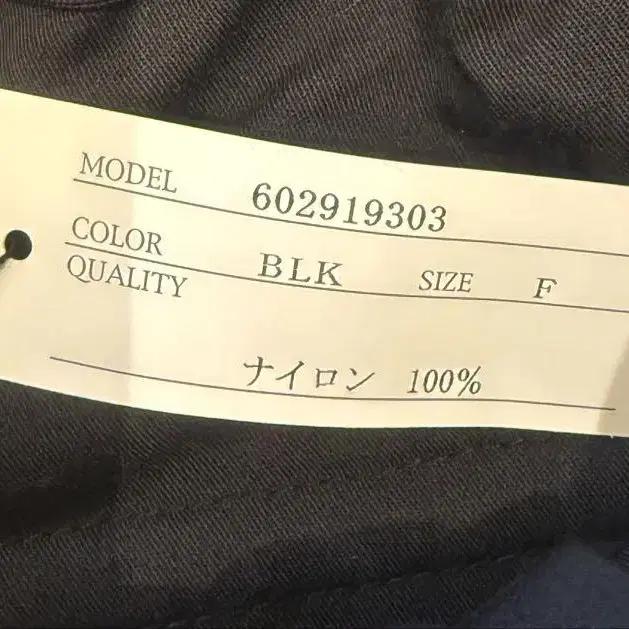 MODEL 602919303
COLOR BLK SIZE F
QUALITY
ナイロン 100%